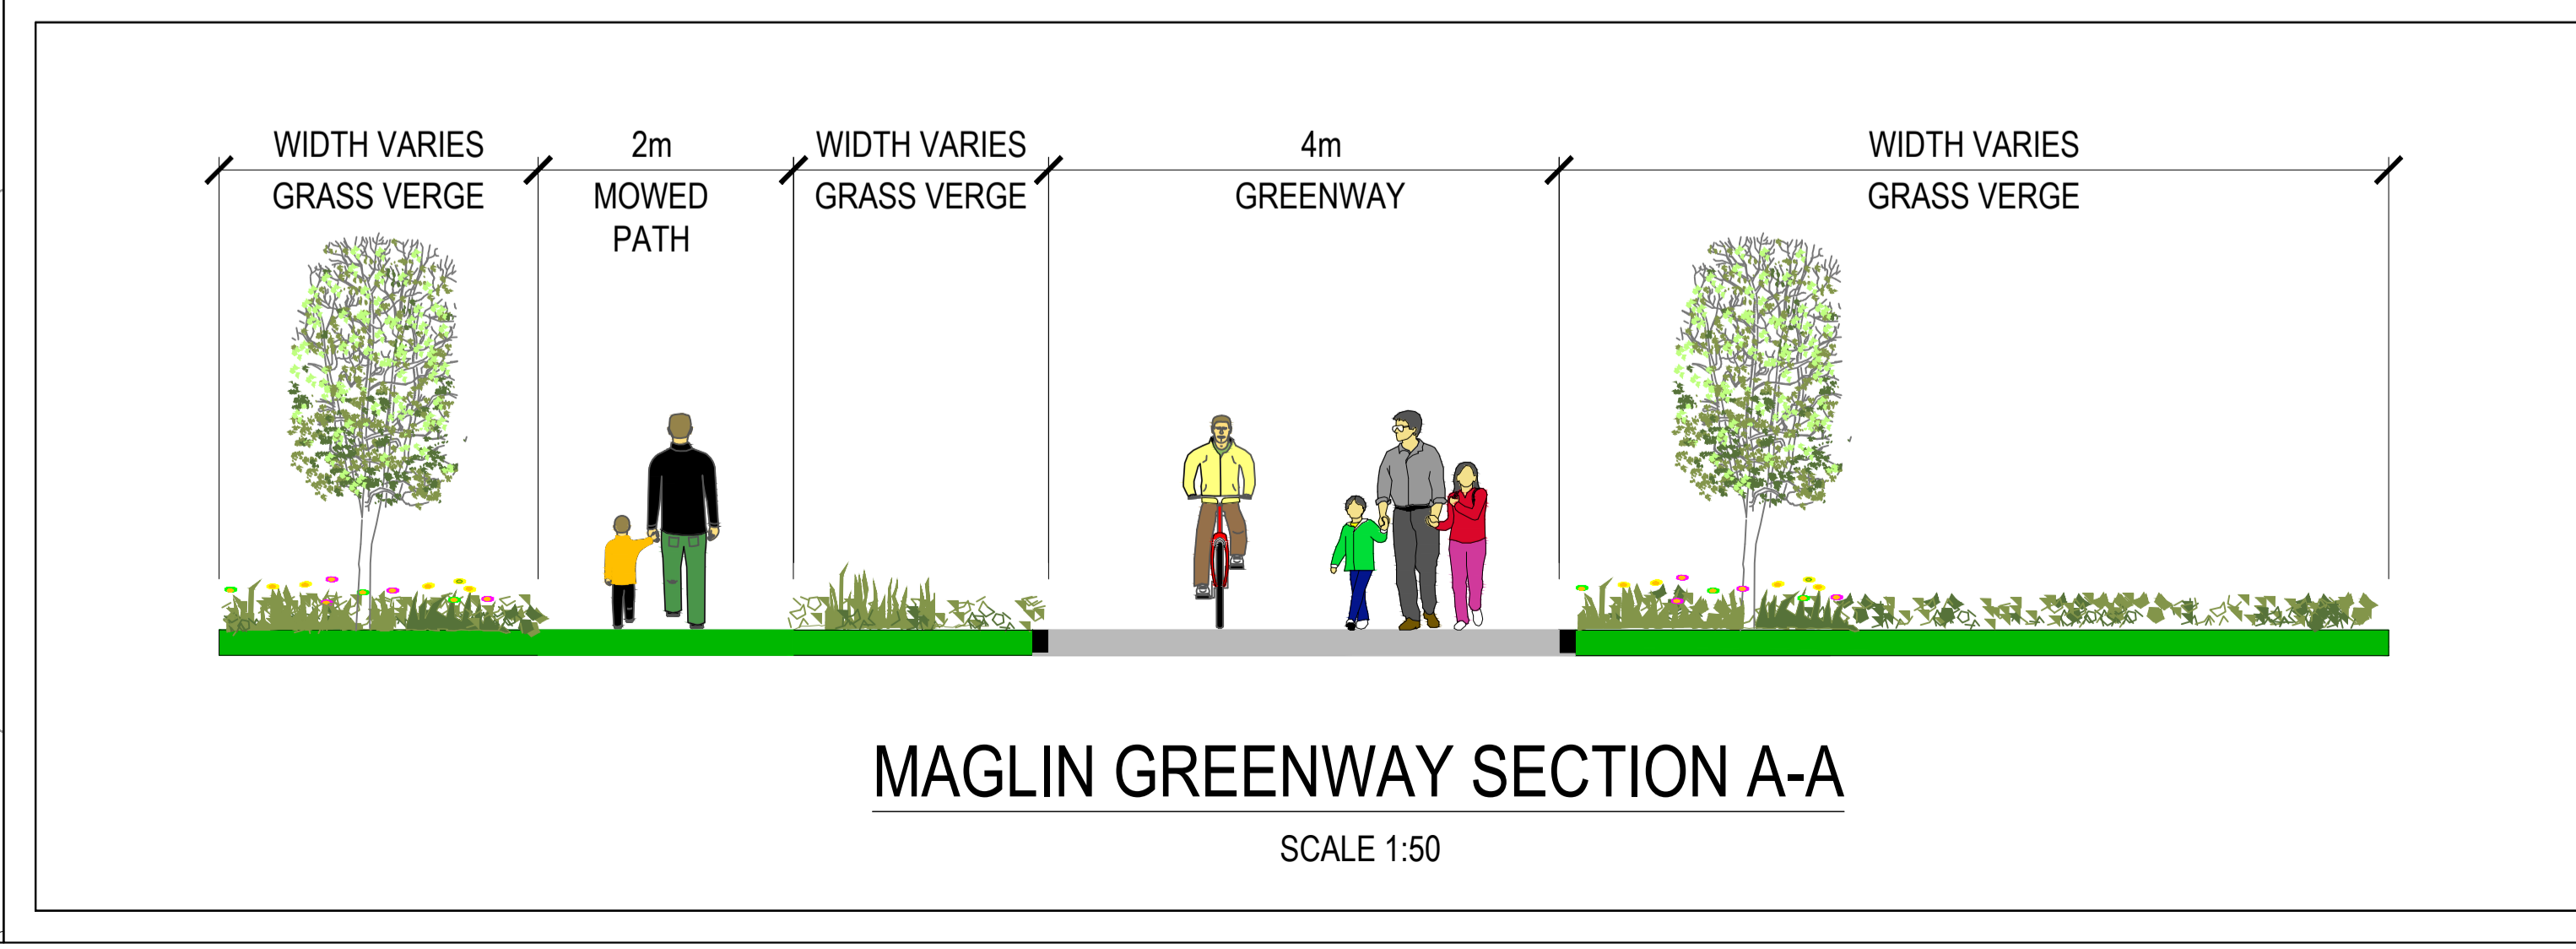 WIDTH VARIES
GRASS VERGE
2m
MOWED
PATH
WIDTH VARIES
GRASS VERGE
4m
GREENWAY
WIDTH VARIES
GRASS VERGE
MAGLIN GREENWAY SECTION A-A
SCALE 1:50